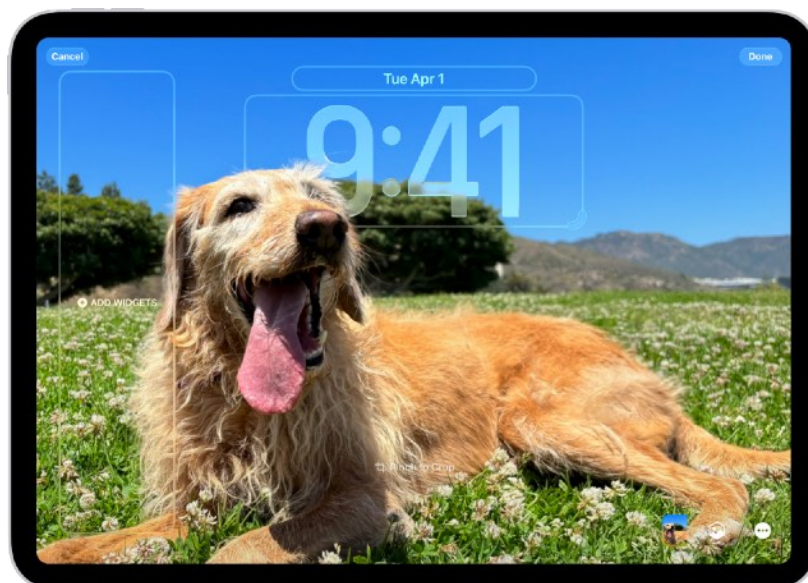 Cancel
Done
Tue Apr 1
9:41
ADD WIDGETS
Pinch to Crop